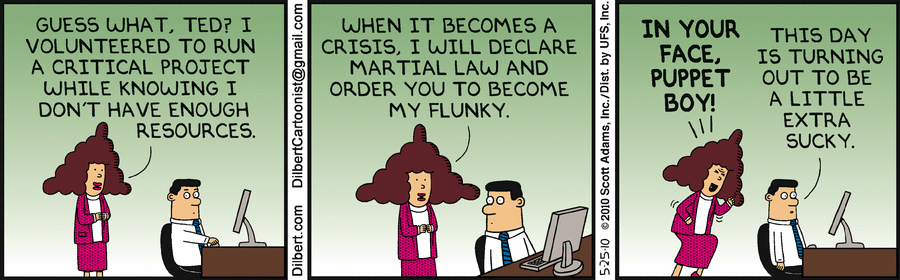 GUESS WHAT, TED? I
VOLUNTEERED TO RUN
A CRITICAL PROJECT
WHILE KNOWING I
DON'T HAVE ENOUGH
RESOURCES.
Dilbert.com DilbertCartoonist@gmail.com
WHEN IT BECOMES A
CRISIS, I WILL DECLARE
MARTIAL LAW AND
ORDER YOU TO BECOME
MY FLUNKY.
5-25-10 ©2010 Scott Adams, Inc./Dist. by UFS, Inc.
IN YOUR
FACE,
PUPPET
BOY!
THIS DAY
IS TURNING
OUT TO BE
A LITTLE
EXTRA
SUCKY.